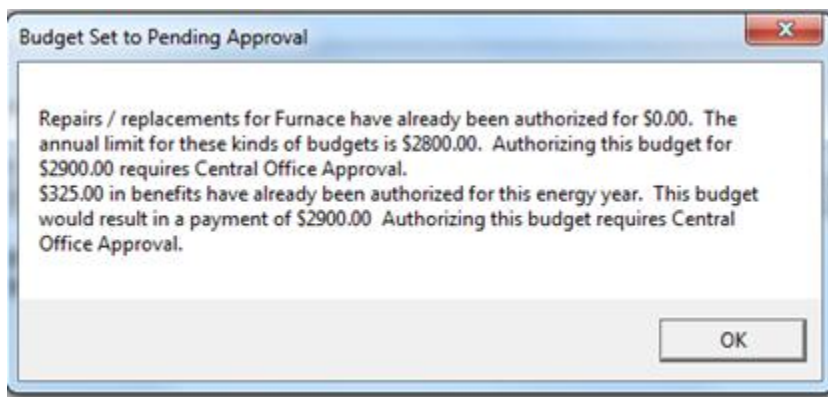 Budget Set to Pending Approval
Repairs / replacements for Furnace have already been authorized for $0.00.  The
annual limit for these kinds of budgets is $2800.00.  Authorizing this budget for
$2900.00 requires Central Office Approval.
$325.00 in benefits have already been authorized for this energy year.  This budget
would result in a payment of $2900.00  Authorizing this budget requires Central
Office Approval.
OK